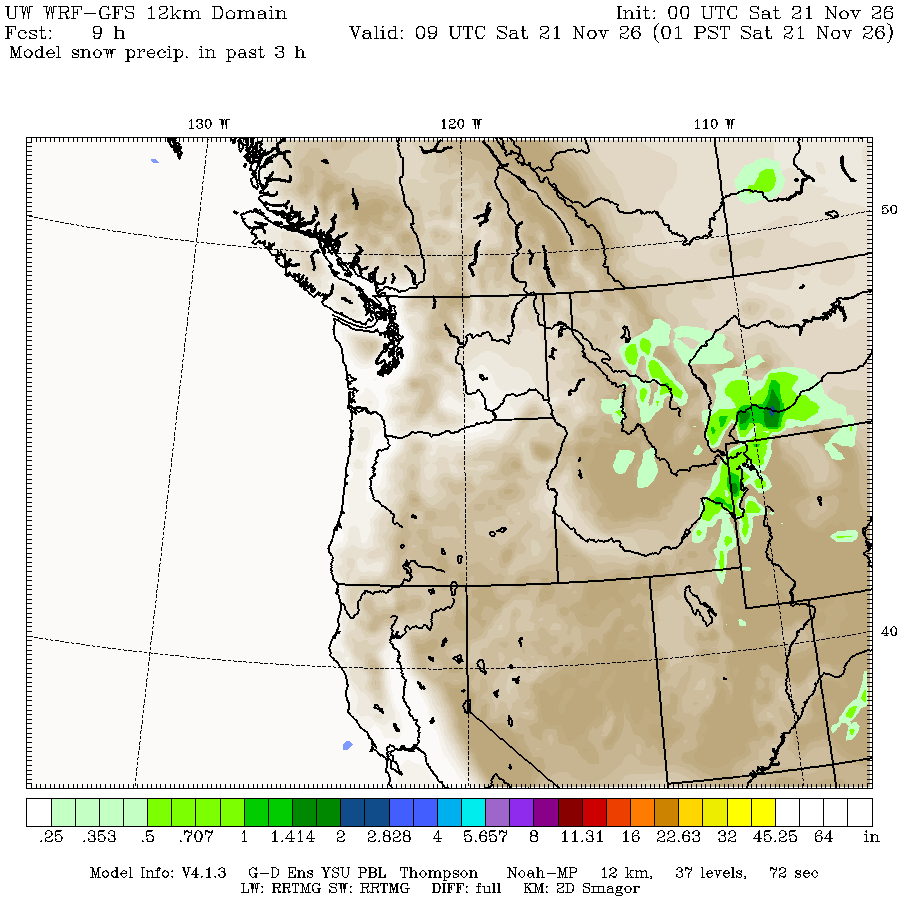 UW WRF-GFS 12km Domain Init: 00 UTC Sat 21 Nov 26
Fcst: 9 h Valid: 09 UTC Sat 21 Nov 26 (01 PST Sat 21 Nov 26)
Model snow precip. in past 3 h
130 W 120 W 110 W
50
40
.25 .353 .5 .707 1 1.414 2 2.828 4 5.657 8 11.31 16 22.63 32 45.25 64 in
Model Info: V4.1.3 G-D Ens YSU PBL Thompson Noah-MP 12 km, 37 levels, 72 sec
LW: RRTMG SW: RRTMG DIFF: full KM: 2D Smagor